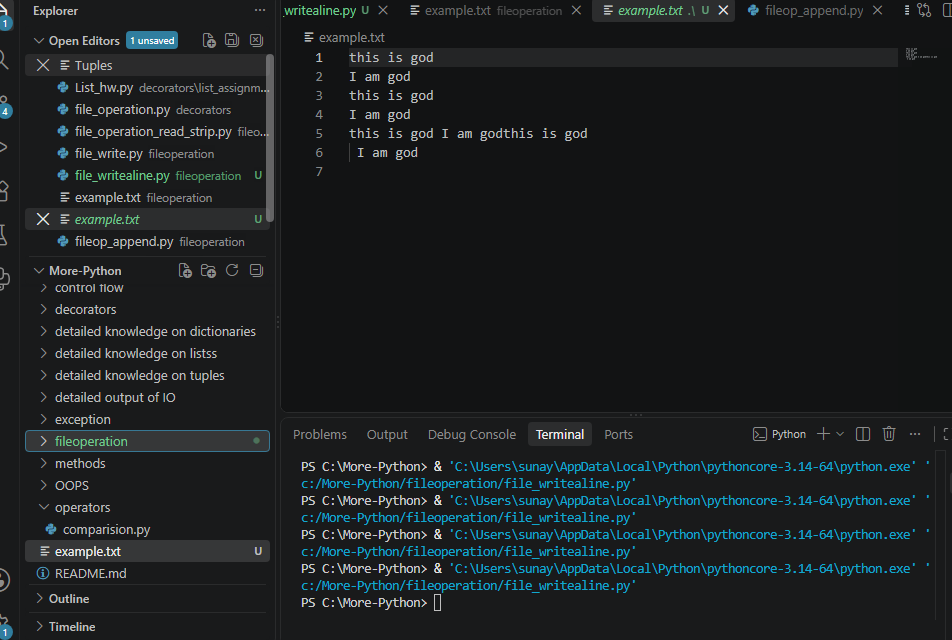 Explorer
Open Editors 1 unsaved
Tuples
List_hw.py decorators\list_assignm...
file_operation.py decorators
file_operation_read_strip.py fileo...
file_write.py fileoperation
file_writealine.py fileoperation U
example.txt fileoperation
example.txt U
fileop_append.py fileoperation
More-Python
control flow
decorators
detailed knowledge on dictionaries
detailed knowledge on listss
detailed knowledge on tuples
detailed output of IO
exception
fileoperation
methods
OOPS
operators
comparision.py
example.txt U
README.md
Outline
Timeline
1
4
1
_writealine.py U example.txt fileoperation example.txt .\ U fileop_append.py
example.txt
1 this is god
2 I am god
3 this is god
4 I am god
5 this is god I am godthis is god
6 I am god
7
Problems Output Debug Console Terminal Ports Python
PS C:\More-Python> & 'C:\Users\sunay\AppData\Local\Python\pythoncore-3.14-64\python.exe' '
c:/More-Python/fileoperation/file_writealine.py'
PS C:\More-Python> & 'C:\Users\sunay\AppData\Local\Python\pythoncore-3.14-64\python.exe' '
c:/More-Python/fileoperation/file_writealine.py'
PS C:\More-Python> & 'C:\Users\sunay\AppData\Local\Python\pythoncore-3.14-64\python.exe' '
c:/More-Python/fileoperation/file_writealine.py'
PS C:\More-Python> & 'C:\Users\sunay\AppData\Local\Python\pythoncore-3.14-64\python.exe' '
c:/More-Python/fileoperation/file_writealine.py'
PS C:\More-Python>